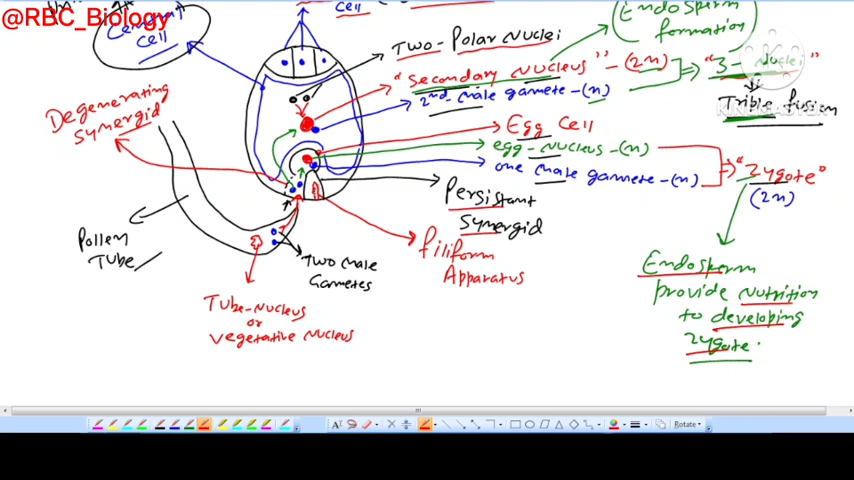 @RBC_Biology
Cell
Cell
Two-Polar Nuclei
Endosperm
formation
"Secondary Nucleus"-(2n)
"3-Nuclei"
2nd male gamete-(n)
Triple fusion
Degenerating
Synergid
Egg Cell
egg-Nucleus-(n)
one male gamete-(n)
"Zygote"
(2n)
Persistant
Synergid
Pollen
Tube
Two Male
Gametes
filiform
Apparatus
Tube-Nucleus
or
Vegetative Nucleus
Endosperm
provide Nutrition
to developing
zygote.
Rotate